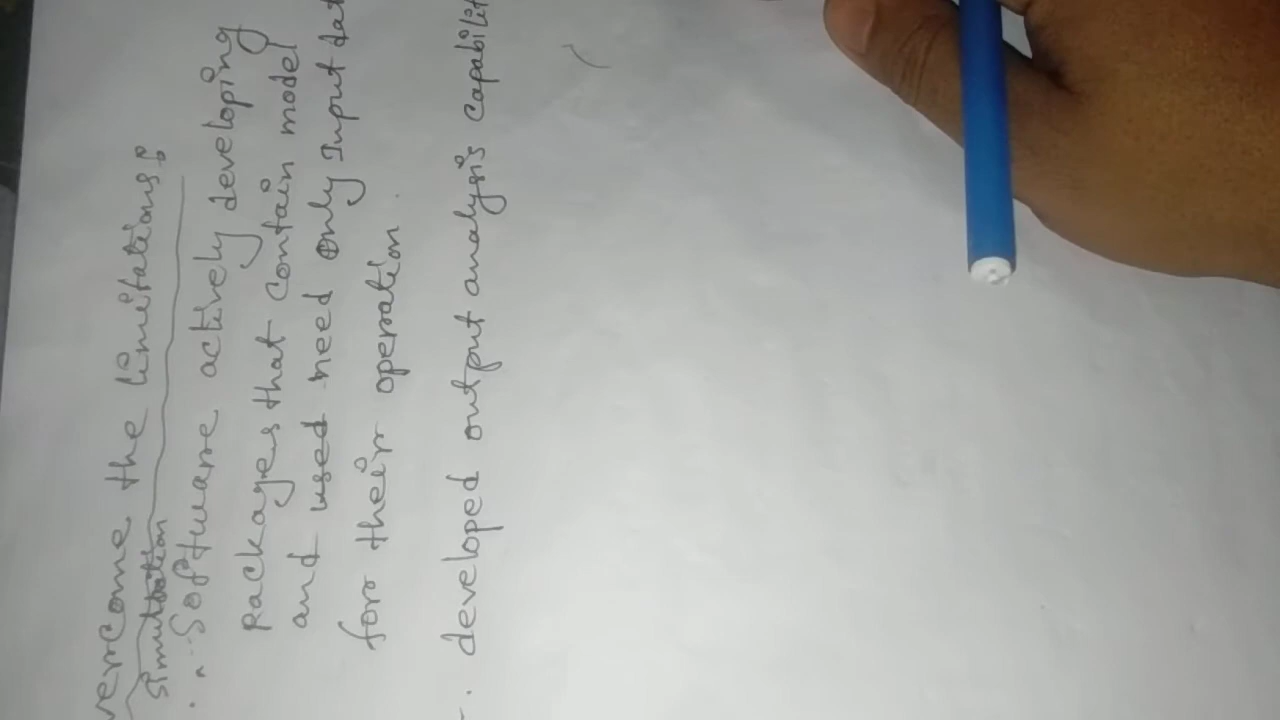 vercome the limitations:
simulation
Software actively developing
packages that contain model
and used need only Input dat
for their operation.
developed output analysis capabilit